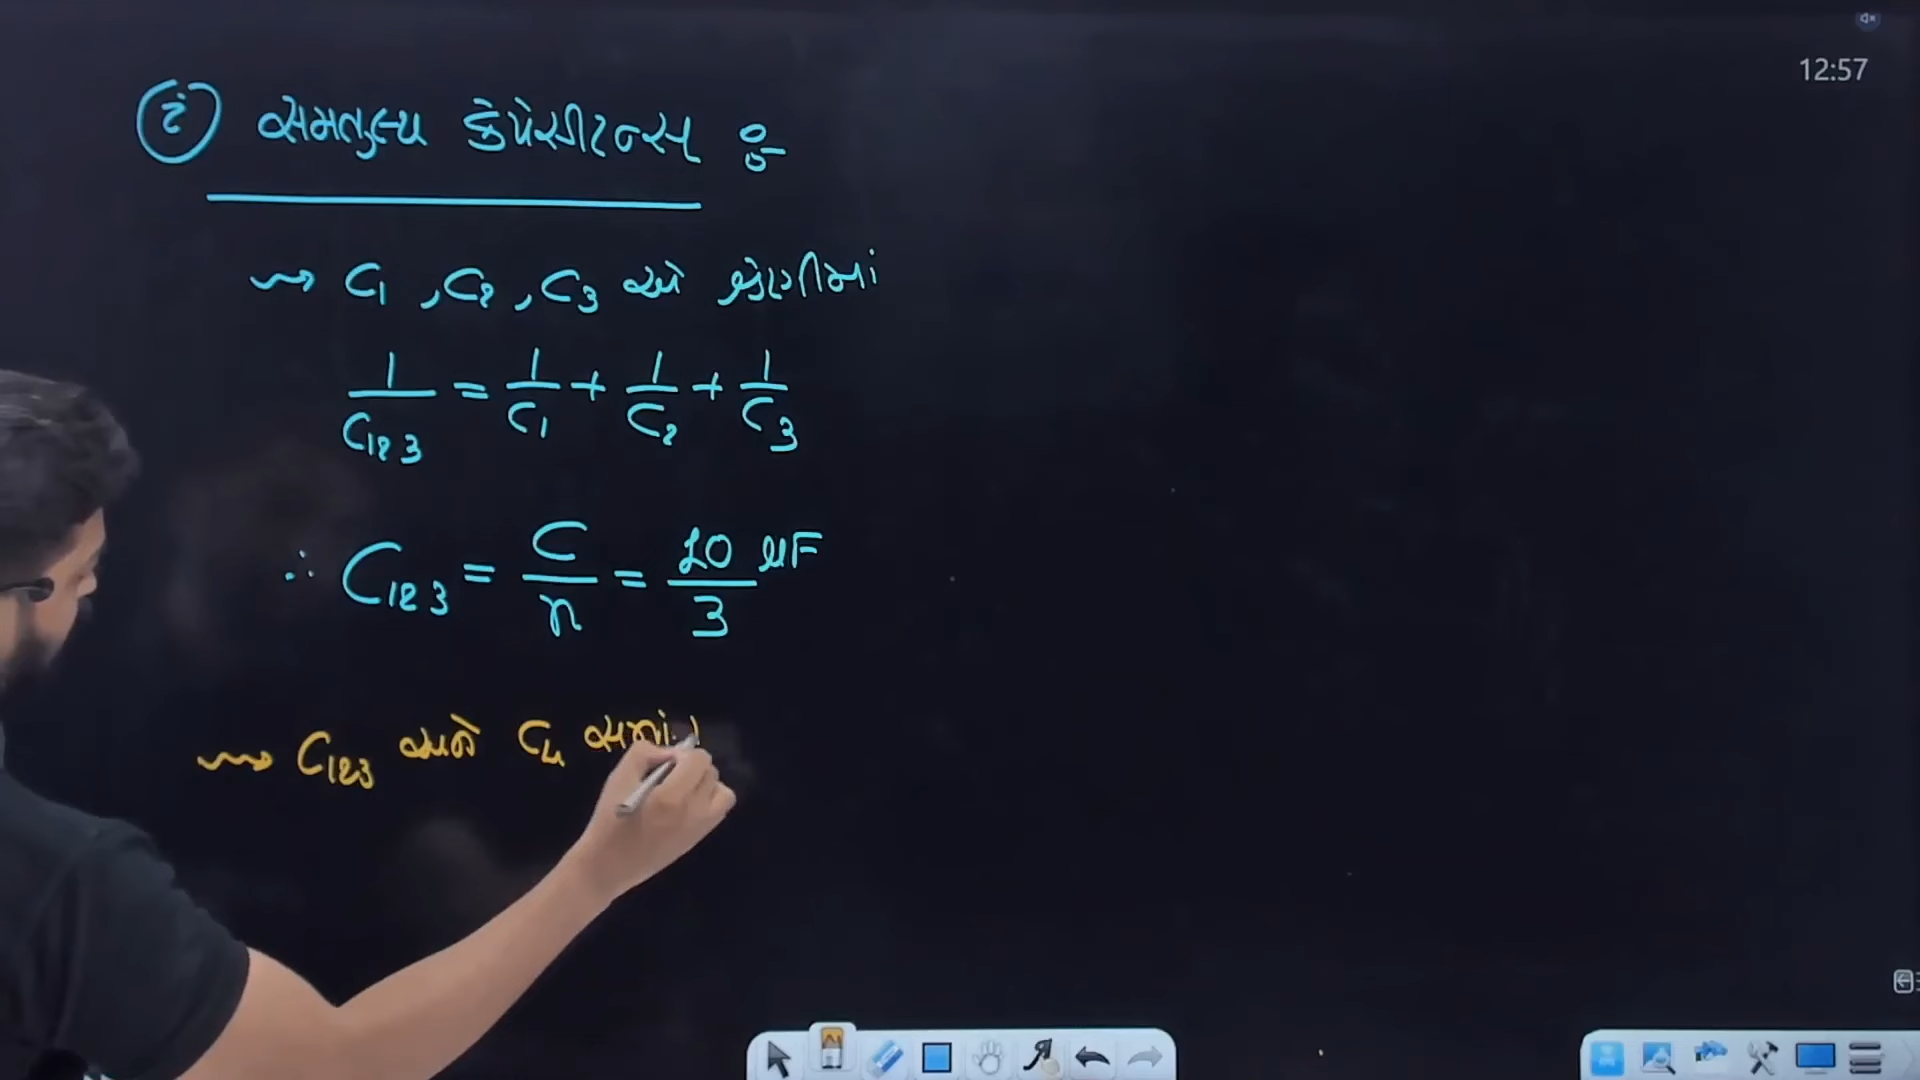 12:57
ટં સમતુલ્ય કેપેસીટન્સ ઃ-
⇝ C₁ , C₂ , C₃ એ શ્રેણીમાં
1/C₁₂₃ = 1/C₁ + 1/C₂ + 1/C₃
∴ C₁₂₃ = C/n = 10/3 μF
⇝ C₁₂₃ અને C₄ સમાં